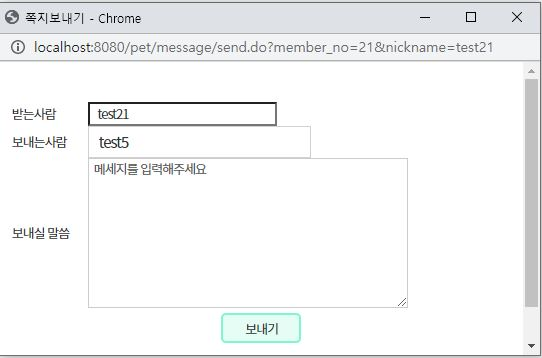 쪽지보내기 - Chrome
localhost:8080/pet/message/send.do?member_no=21&nickname=test21
받는사람 test21
보내는사람 test5
메세지를 입력해주세요
보내실 말씀
보내기